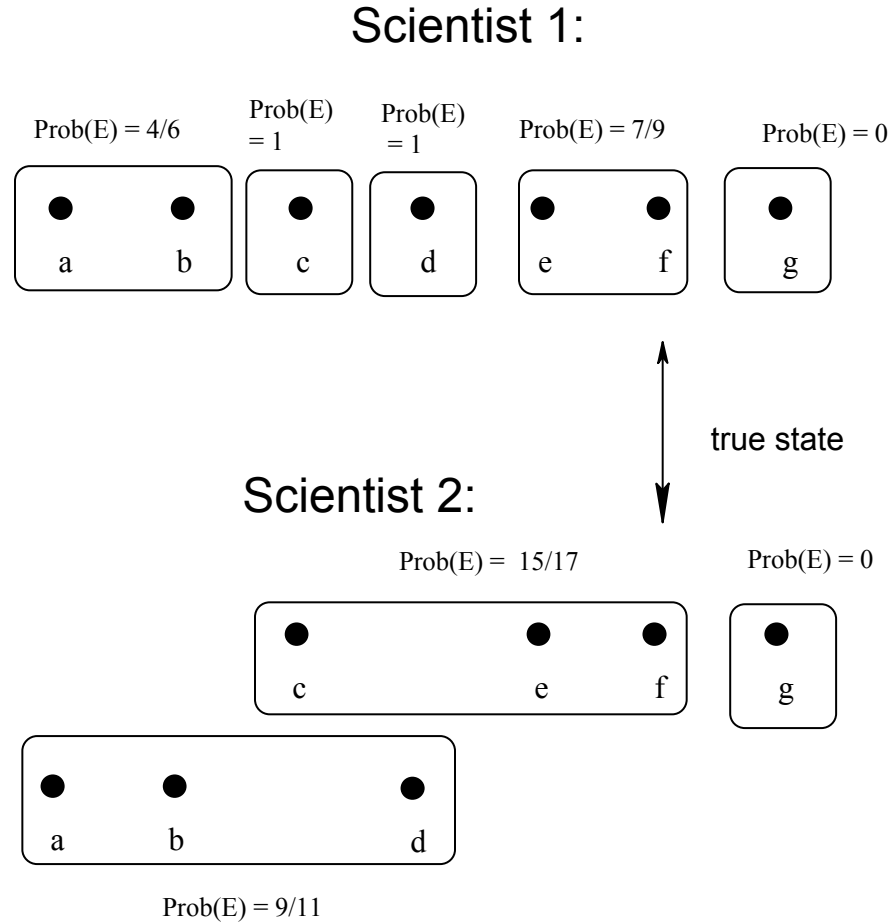 Scientist 1:
Prob(E) = 4/6
Prob(E)
= 1
Prob(E)
= 1
Prob(E) = 7/9
Prob(E) = 0
a b c d e f g
true state
Scientist 2:
Prob(E) = 15/17
Prob(E) = 0
c e f g
a b d
Prob(E) = 9/11